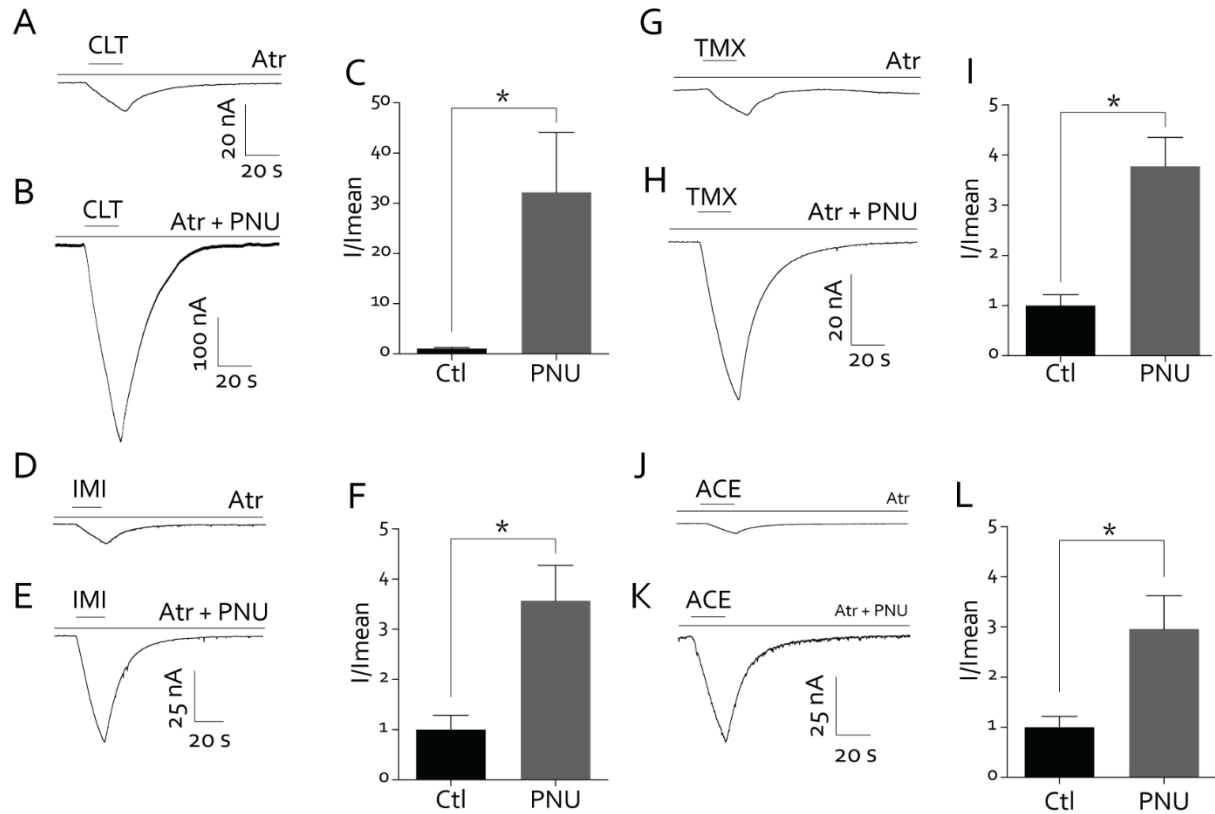 A
CLT
Atr
20 nA
20 s
B
CLT
Atr + PNU
100 nA
20 s
C
*
50
40
30
20
10
0
I/Imean
Ctl
PNU
D
IMI
Atr
E
IMI
Atr + PNU
25 nA
20 s
F
*
5
4
3
2
1
0
I/Imean
Ctl
PNU
G
TMX
Atr
H
TMX
Atr + PNU
20 nA
20 s
I
*
5
4
3
2
1
0
I/Imean
Ctl
PNU
J
ACE
Atr
K
ACE
Atr + PNU
25 nA
20 s
L
*
5
4
3
2
1
0
I/Imean
Ctl
PNU